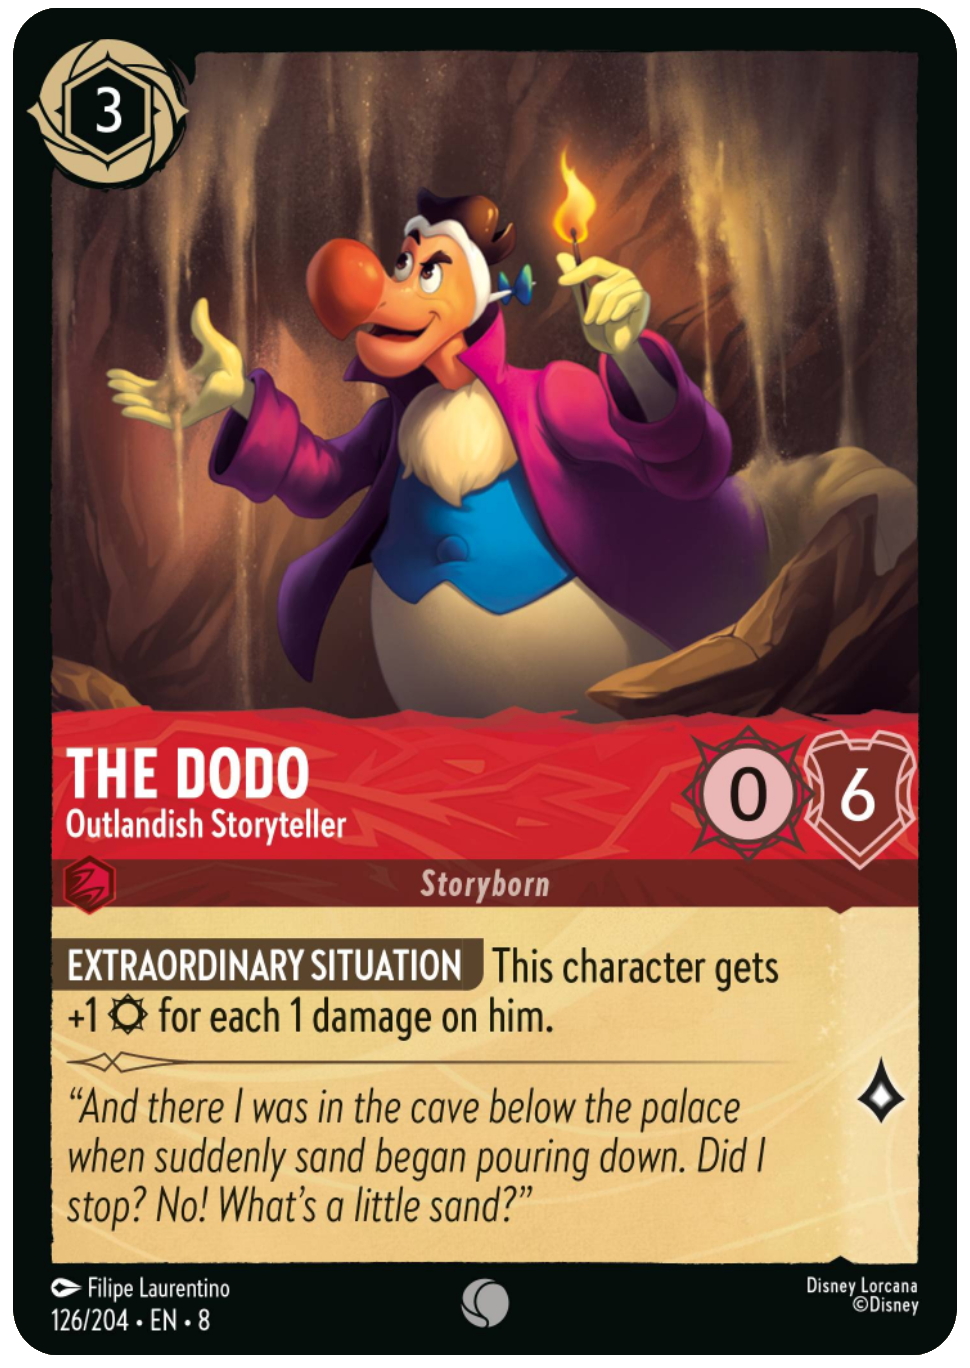 3
THE DODO
Outlandish Storyteller
0
6
Storyborn
EXTRAORDINARY SITUATION This character gets
+1 for each 1 damage on him.
“And there I was in the cave below the palace
when suddenly sand began pouring down. Did I
stop? No! What’s a little sand?”
Filipe Laurentino
126/204 • EN • 8
Disney Lorcana
©Disney